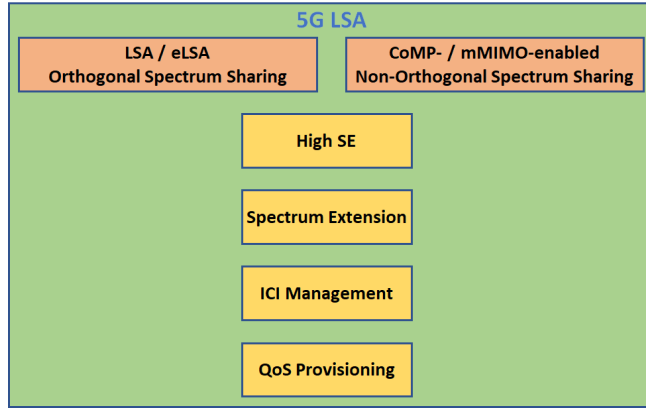 5G LSA
LSA / eLSA
Orthogonal Spectrum Sharing
CoMP- / mMIMO-enabled
Non-Orthogonal Spectrum Sharing
High SE
Spectrum Extension
ICI Management
QoS Provisioning